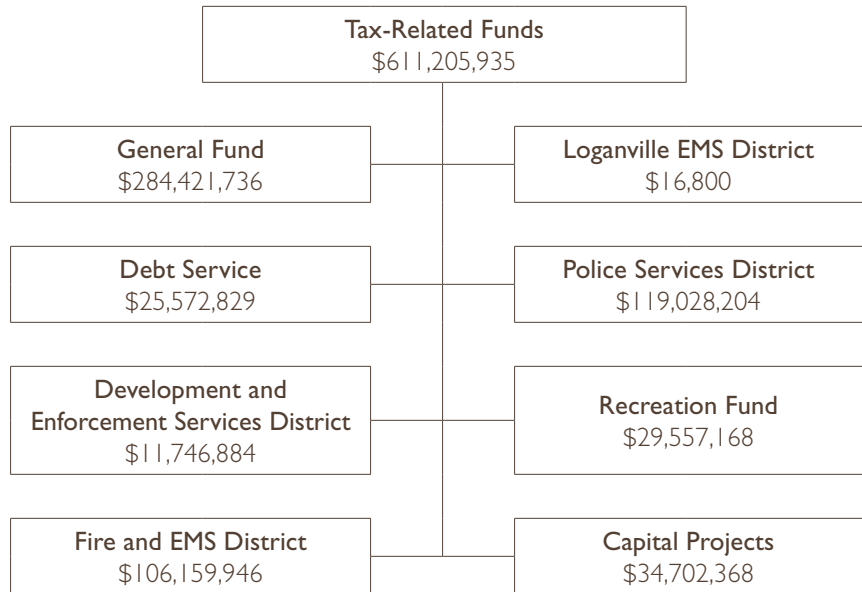 Tax-Related Funds
$611,205,935
General Fund
$284,421,736
Loganville EMS District
$16,800
Debt Service
$25,572,829
Police Services District
$119,028,204
Development and
Enforcement Services District
$11,746,884
Recreation Fund
$29,557,168
Fire and EMS District
$106,159,946
Capital Projects
$34,702,368